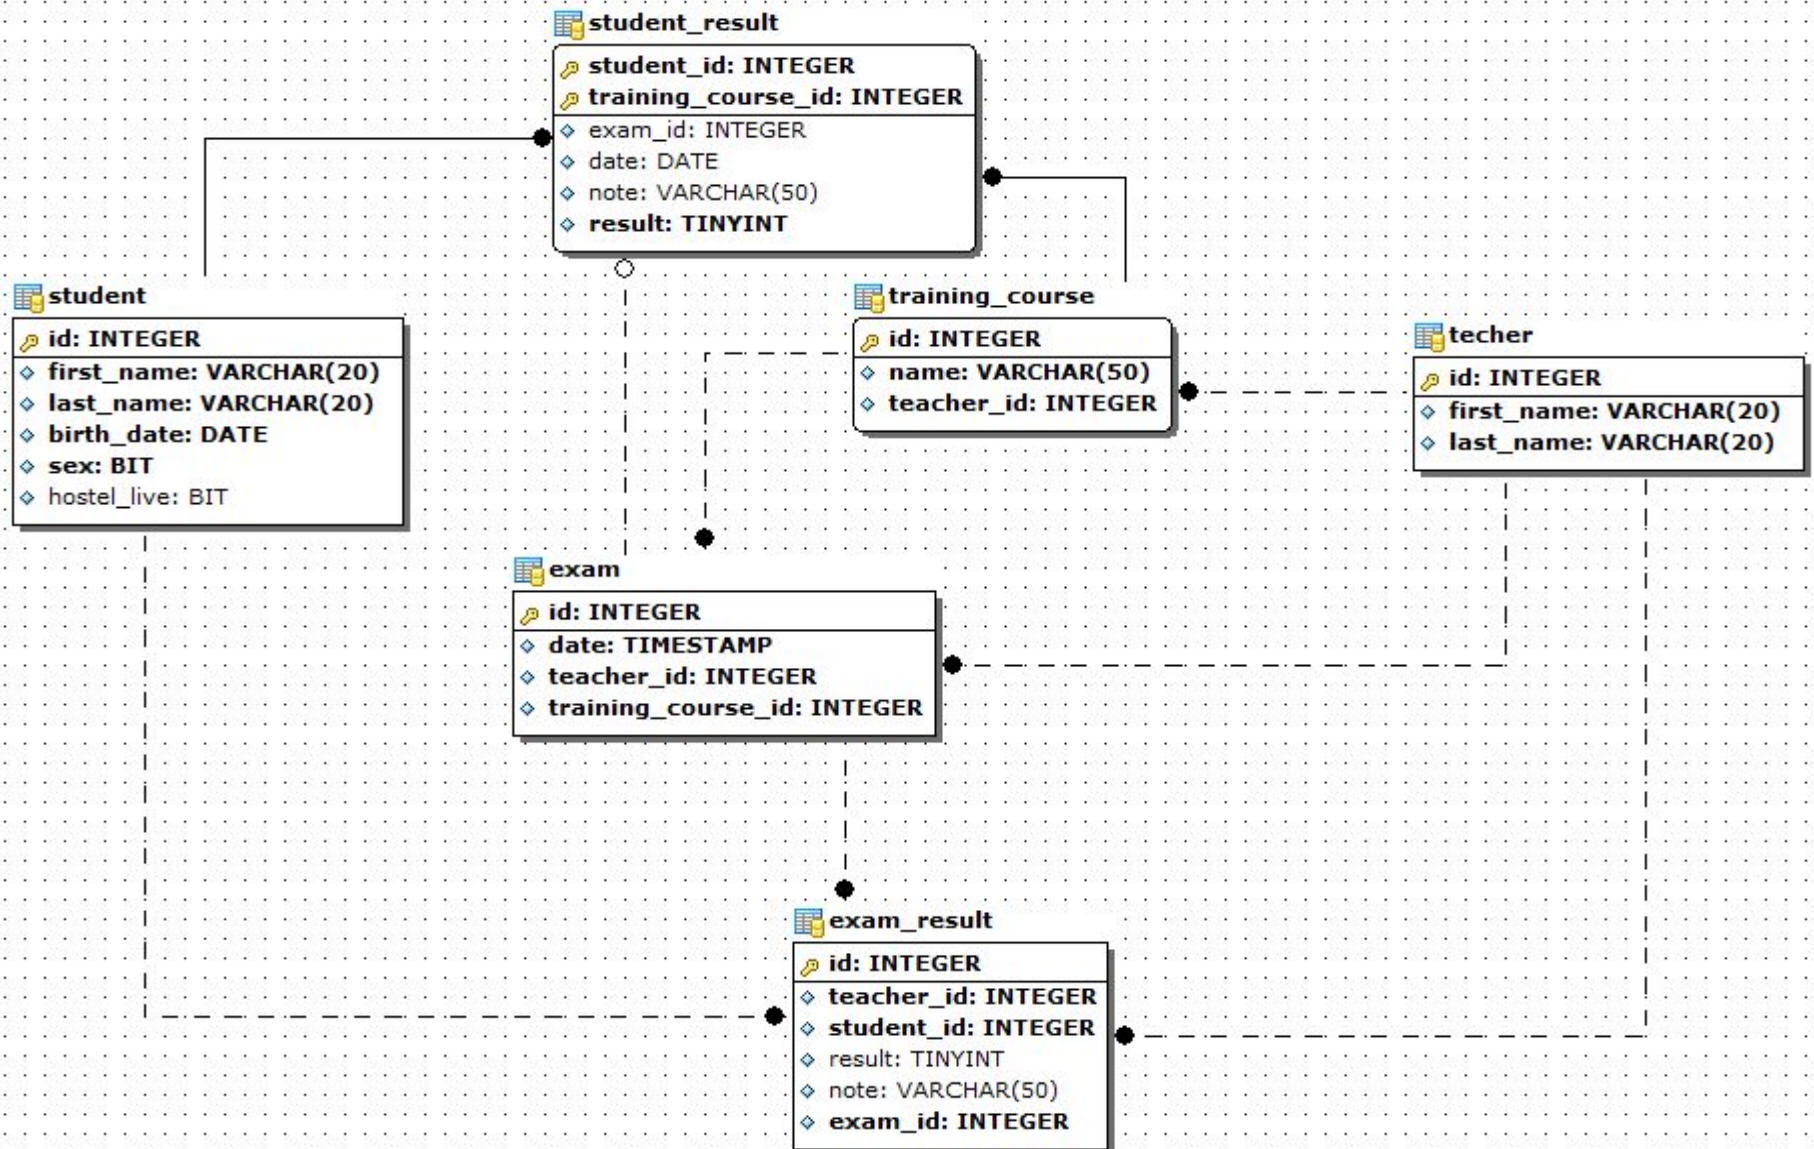 student_result
student_id: INTEGER
training_course_id: INTEGER
exam_id: INTEGER
date: DATE
note: VARCHAR(50)
result: TINYINT
student
id: INTEGER
first_name: VARCHAR(20)
last_name: VARCHAR(20)
birth_date: DATE
sex: BIT
hostel_live: BIT
training_course
id: INTEGER
name: VARCHAR(50)
teacher_id: INTEGER
techer
id: INTEGER
first_name: VARCHAR(20)
last_name: VARCHAR(20)
exam
id: INTEGER
date: TIMESTAMP
teacher_id: INTEGER
training_course_id: INTEGER
exam_result
id: INTEGER
teacher_id: INTEGER
student_id: INTEGER
result: TINYINT
note: VARCHAR(50)
exam_id: INTEGER